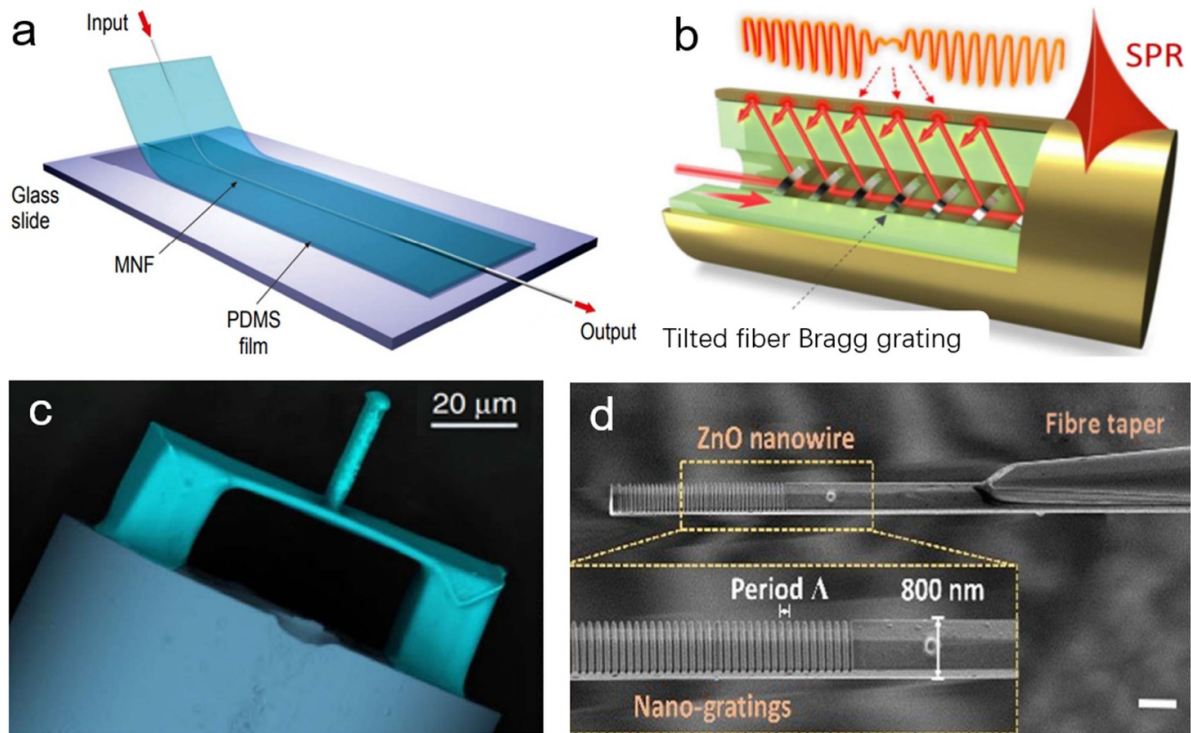 a
Input
Glass
slide
MNF
PDMS
film
Output
b
SPR
Tilted fiber Bragg grating
c
20 μm
d
ZnO nanowire
Fibre taper
Period Λ
800 nm
Nano-gratings